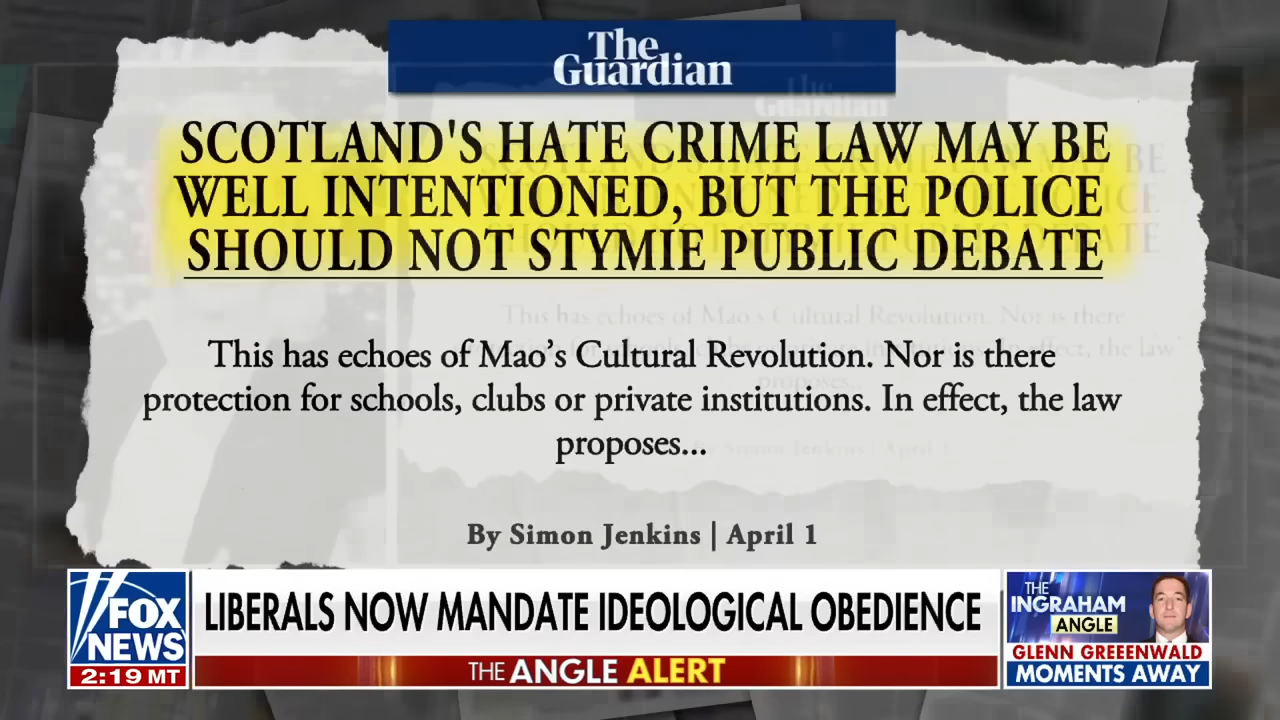 The
Guardian
SCOTLAND'S HATE CRIME LAW MAY BE
WELL INTENTIONED, BUT THE POLICE
SHOULD NOT STYMIE PUBLIC DEBATE
This has echoes of Mao's Cultural Revolution. Nor is there
protection for schools, clubs or private institutions. In effect, the law
proposes...
By Simon Jenkins | April 1
FOX
NEWS
2:19 MT
LIBERALS NOW MANDATE IDEOLOGICAL OBEDIENCE
THE ANGLE ALERT
THE
INGRAHAM
ANGLE
GLENN GREEENWALD
MOMENTS AWAY